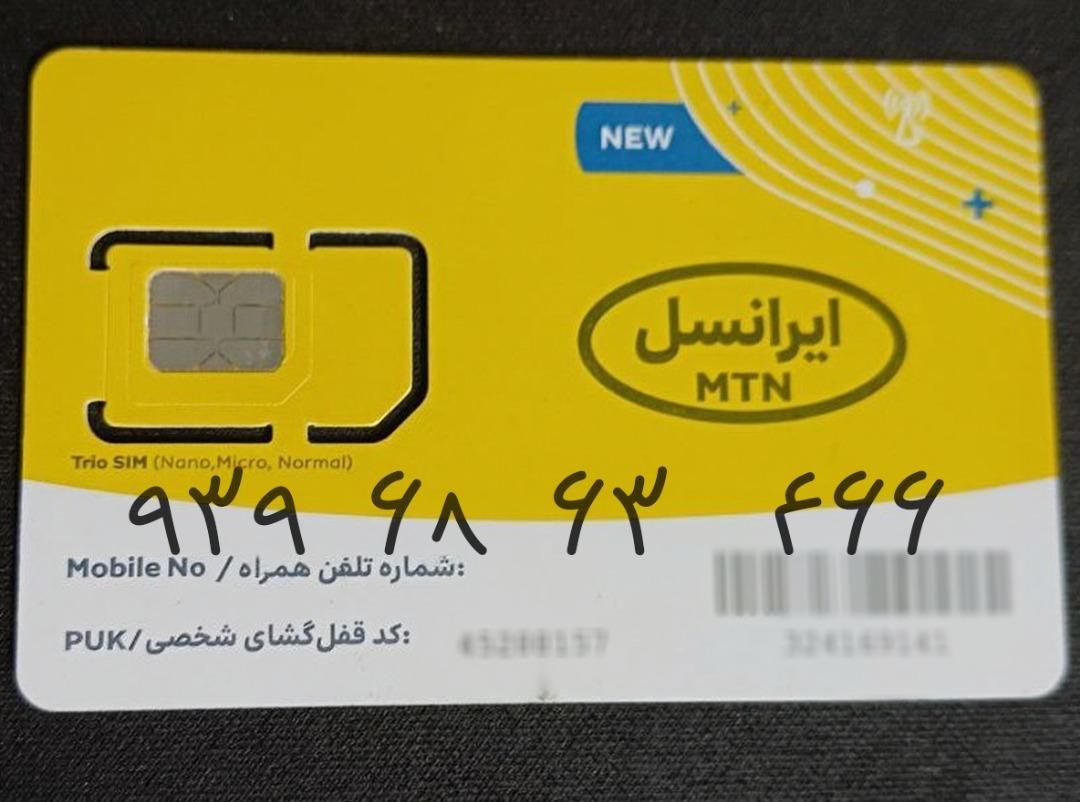 NEW
ایرانسل
MTN
Trio SIM (Nano,Micro, Normal)
۹۳۹ ۶۸ ۶۳ ۴۶۶
Mobile No / شماره تلفن همراه:
PUK/کد قفل‌گشای شخصی: